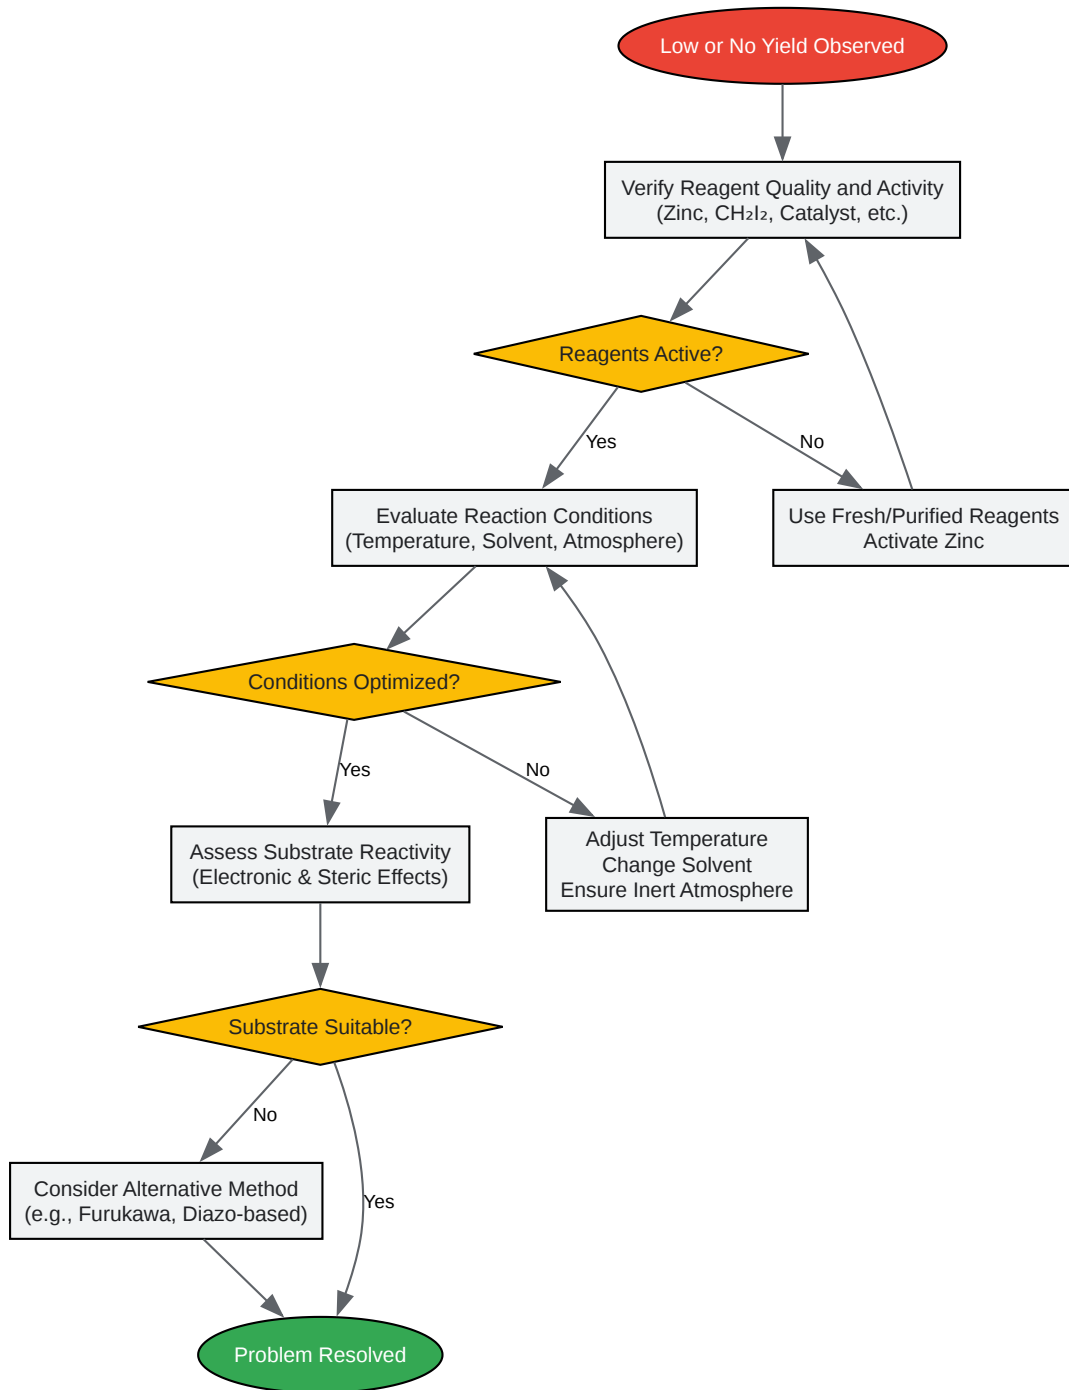 Low or No Yield Observed
Verify Reagent Quality and Activity
(Zinc, CH₂I₂, Catalyst, etc.)
Reagents Active?
Yes
No
Evaluate Reaction Conditions
(Temperature, Solvent, Atmosphere)
Use Fresh/Purified Reagents
Activate Zinc
Conditions Optimized?
Yes
No
Assess Substrate Reactivity
(Electronic & Steric Effects)
Adjust Temperature
Change Solvent
Ensure Inert Atmosphere
Substrate Suitable?
No
Yes
Consider Alternative Method
(e.g., Furukawa, Diazo-based)
Problem Resolved